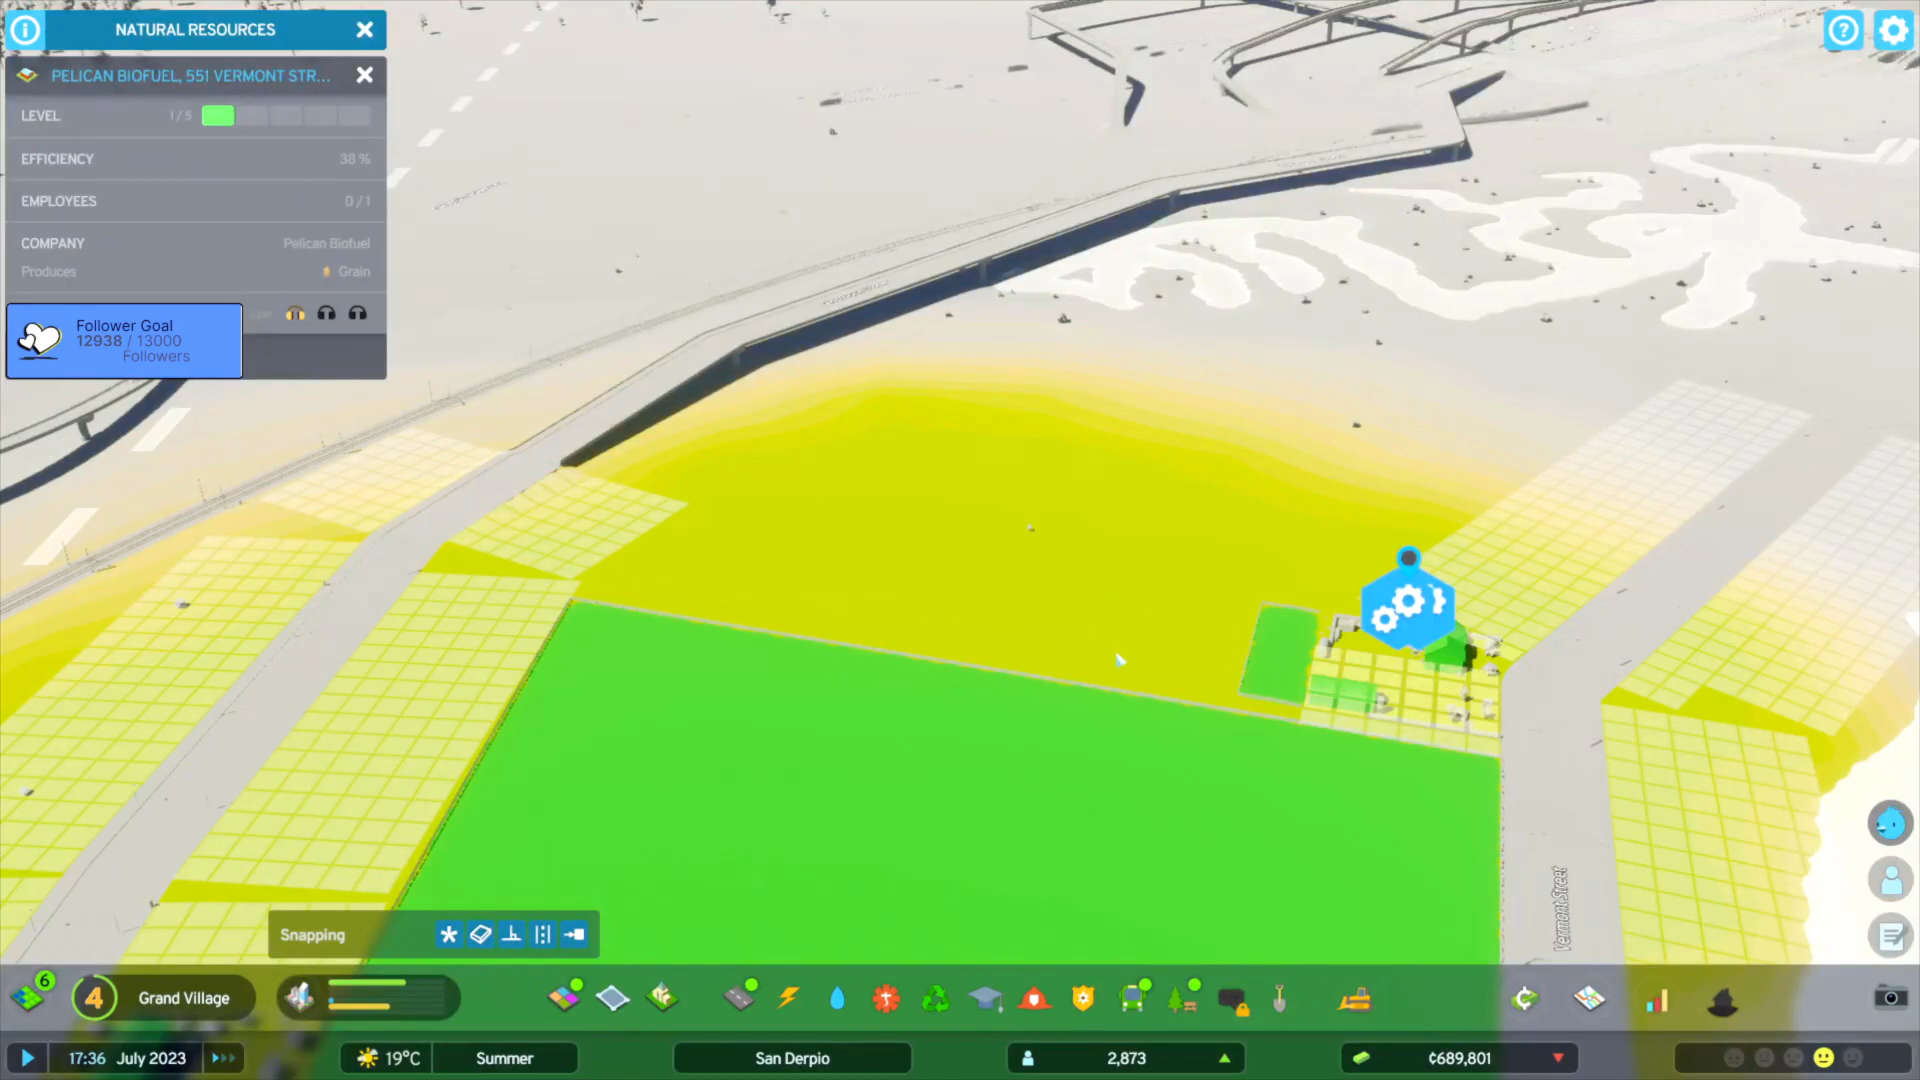 NATURAL RESOURCES
PELICAN BIOFUEL, 551 VERMONT STR...
LEVEL 1/5
EFFICIENCY 38 %
EMPLOYEES 0/1
COMPANY Pelican Biofuel
Produces Grain
Follower Goal
12938 / 13000
Followers
Vermont Street
Snapping
6
4 Grand Village
17:36 July 2023
19°C Summer
San Derpio
2,873
¢689,801